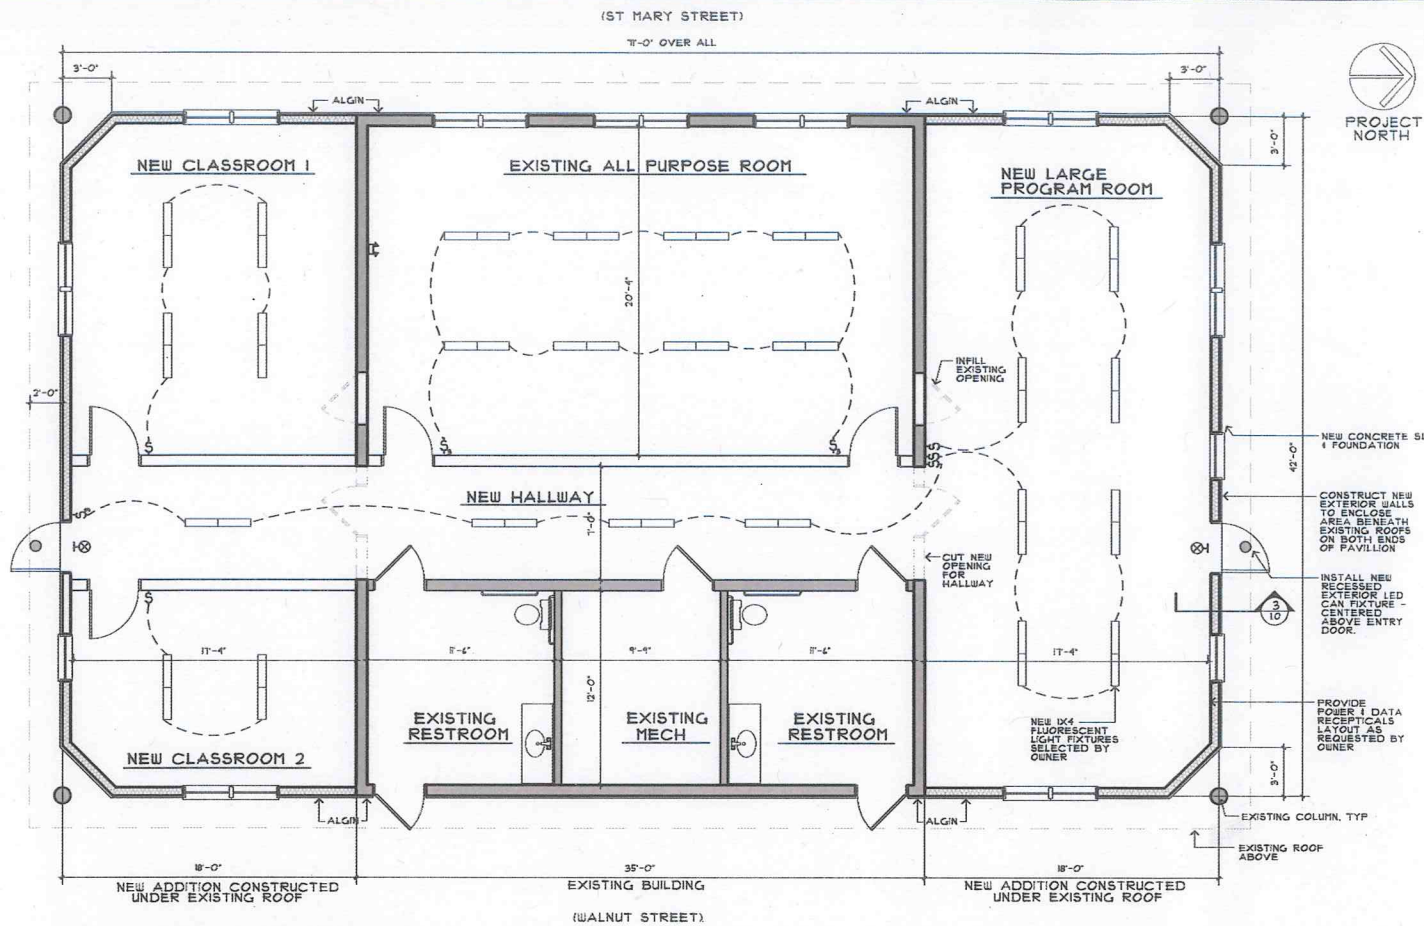 (ST MARY STREET)
71'-0" OVER ALL
3'-0"
3'-0"
ALGIN
ALGIN
PROJECT
NORTH
3'-0"
NEW CLASSROOM 1
EXISTING ALL PURPOSE ROOM
NEW LARGE
PROGRAM ROOM
20'-4"
INFILL
EXISTING
OPENING
2'-0"
S
S
S
S
S
S
NEW CONCRETE SL
& FOUNDATION
42'-0"
NEW HALLWAY
7'-0"
S
CONSTRUCT NEW
EXTERIOR WALLS
TO ENCLOSE
AREA BENEATH
EXISTING ROOFS
ON BOTH ENDS
OF PAVILLION
CUT NEW
OPENING
FOR
HALLWAY
INSTALL NEW
RECESSED
EXTERIOR LED
CAN FIXTURE -
CENTERED
ABOVE ENTRY
DOOR.
S
3
10
17'-4"
11'-6"
9'-9"
11'-6"
17'-4"
12'-0"
EXISTING
RESTROOM
EXISTING
MECH
EXISTING
RESTROOM
NEW 1X4
FLUORESCENT
LIGHT FIXTURES
SELECTED BY
OWNER
PROVIDE
POWER & DATA
RECEPTICALS
LAYOUT AS
REQUESTED BY
OWNER
NEW CLASSROOM 2
3'-0"
ALGIN
ALGIN
EXISTING COLUMN, TYP
EXISTING ROOF
ABOVE
18'-0"
35'-0"
18'-0"
NEW ADDITION CONSTRUCTED
UNDER EXISTING ROOF
EXISTING BUILDING
NEW ADDITION CONSTRUCTED
UNDER EXISTING ROOF
(WALNUT STREET)